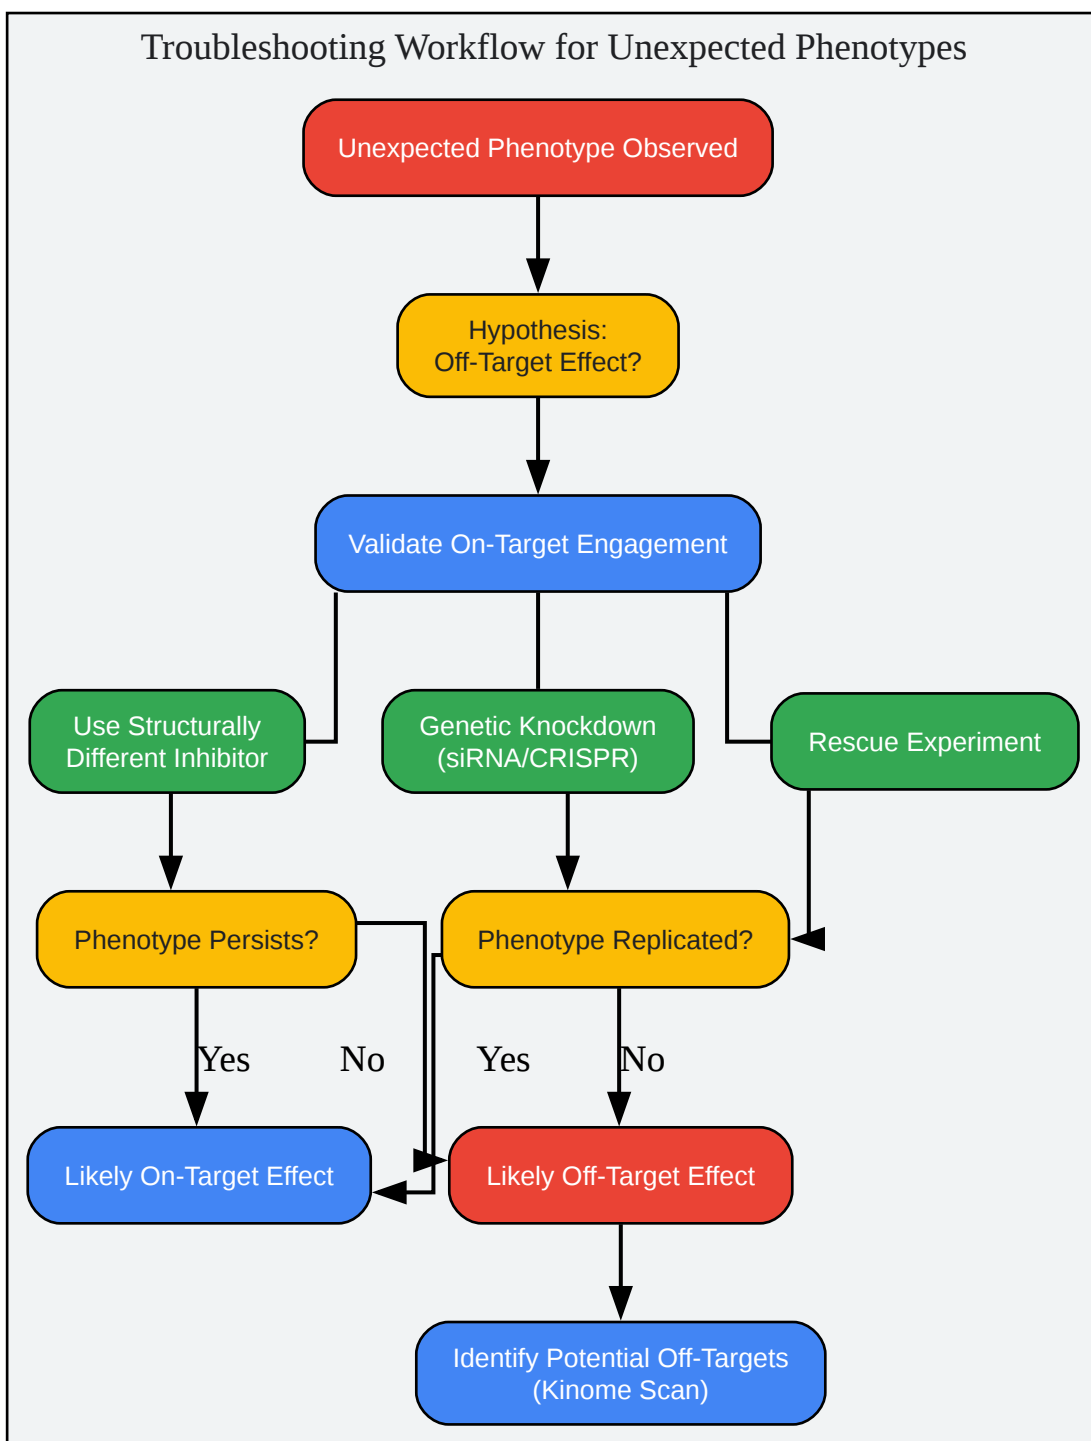 Troubleshooting Workflow for Unexpected Phenotypes
Unexpected Phenotype Observed
Hypothesis:
Off-Target Effect?
Validate On-Target Engagement
Use Structurally
Different Inhibitor
Genetic Knockdown
(siRNA/CRISPR)
Rescue Experiment
Phenotype Persists?
Phenotype Replicated?
Yes
No
Yes
No
Likely On-Target Effect
Likely Off-Target Effect
Identify Potential Off-Targets
(Kinome Scan)